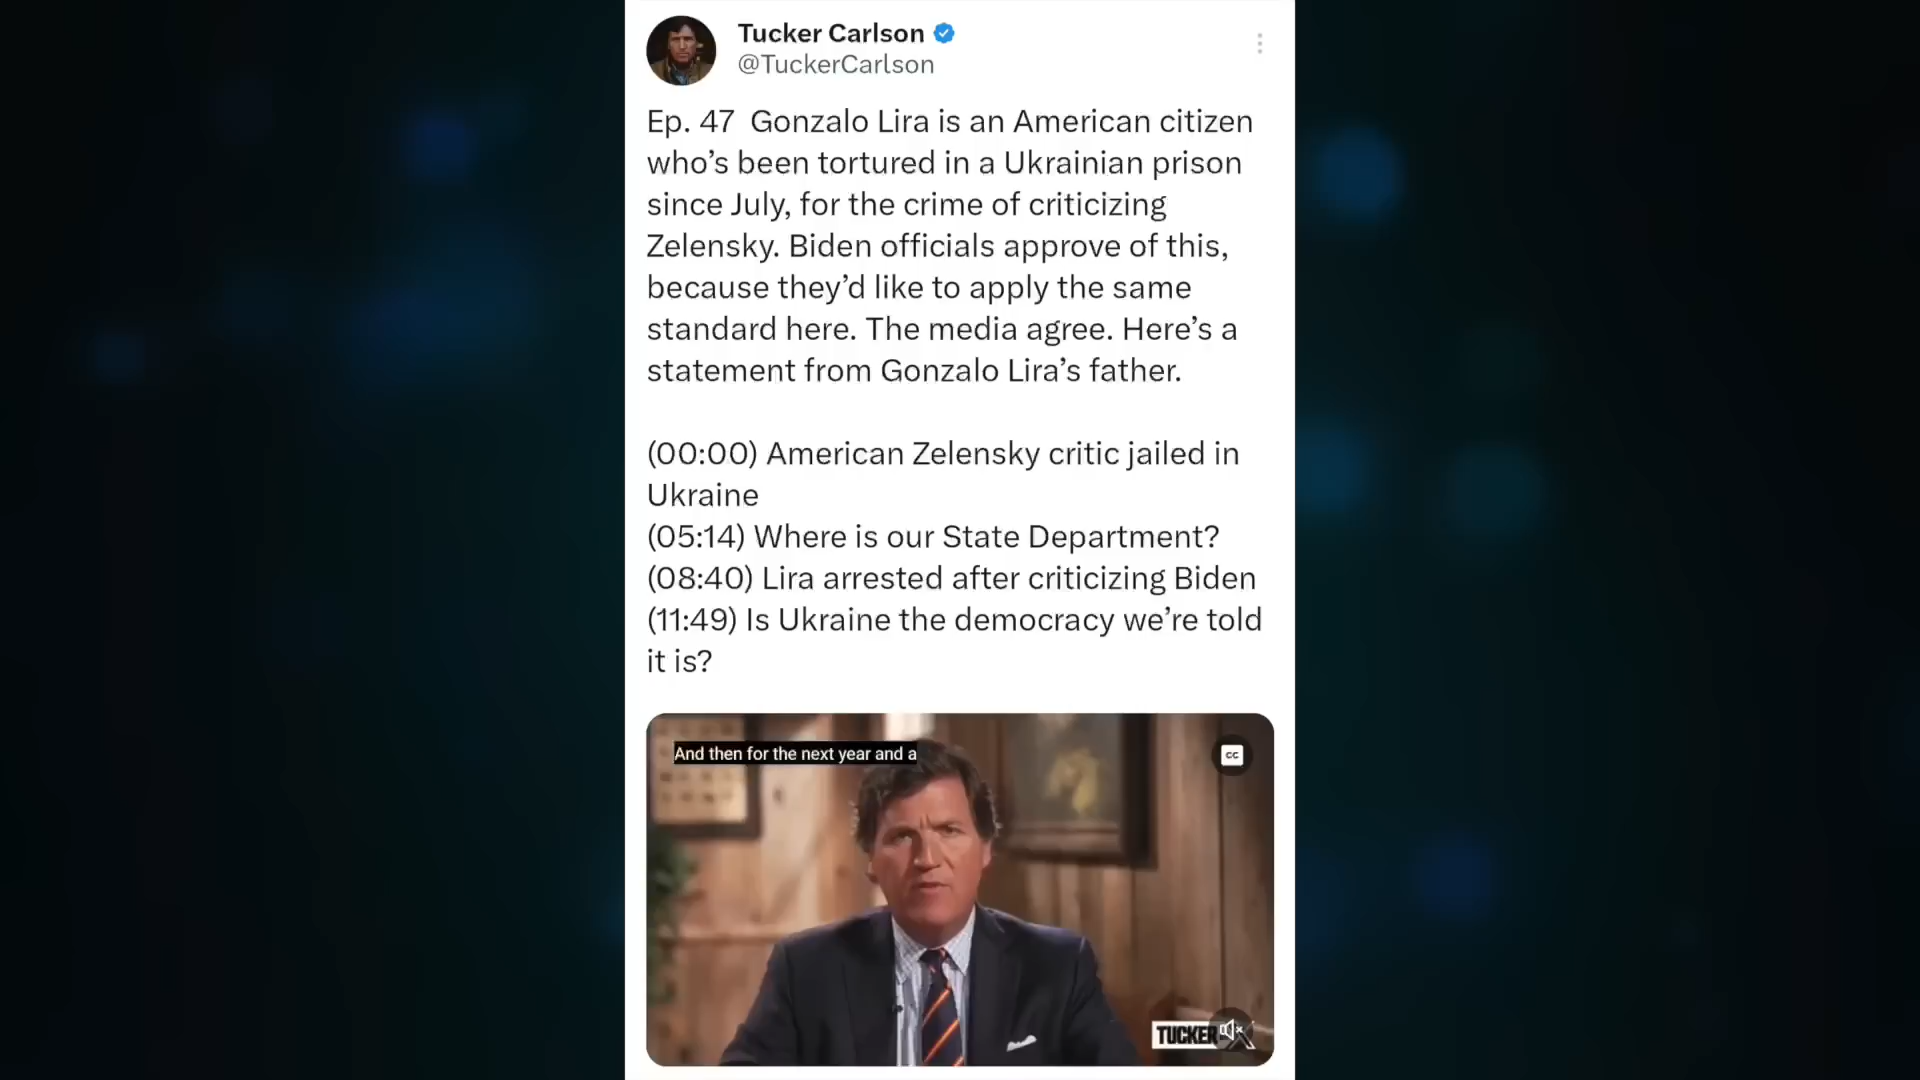 Tucker Carlson
@TuckerCarlson
Ep. 47 Gonzalo Lira is an American citizen
who’s been tortured in a Ukrainian prison
since July, for the crime of criticizing
Zelensky. Biden officials approve of this,
because they’d like to apply the same
standard here. The media agree. Here’s a
statement from Gonzalo Lira’s father.
(00:00) American Zelensky critic jailed in
Ukraine
(05:14) Where is our State Department?
(08:40) Lira arrested after criticizing Biden
(11:49) Is Ukraine the democracy we’re told
it is?
And then for the next year and a
CC
TUCKER